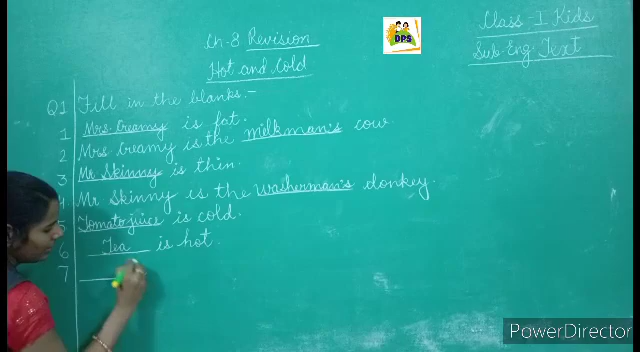 Class - I Kids
Sub-Eng. Text
Ch-8 Revision
Hot and Cold
DPS
Q1 Fill in the blanks:-
1 Mrs. Creamy is fat.
2 Mrs Creamy is the milkman's cow.
3 Mr Skinny is thin.
4 Mr Skinny is the washerman's donkey.
5 Tomato juice is cold.
6 Tea is hot.
7
PowerDirector